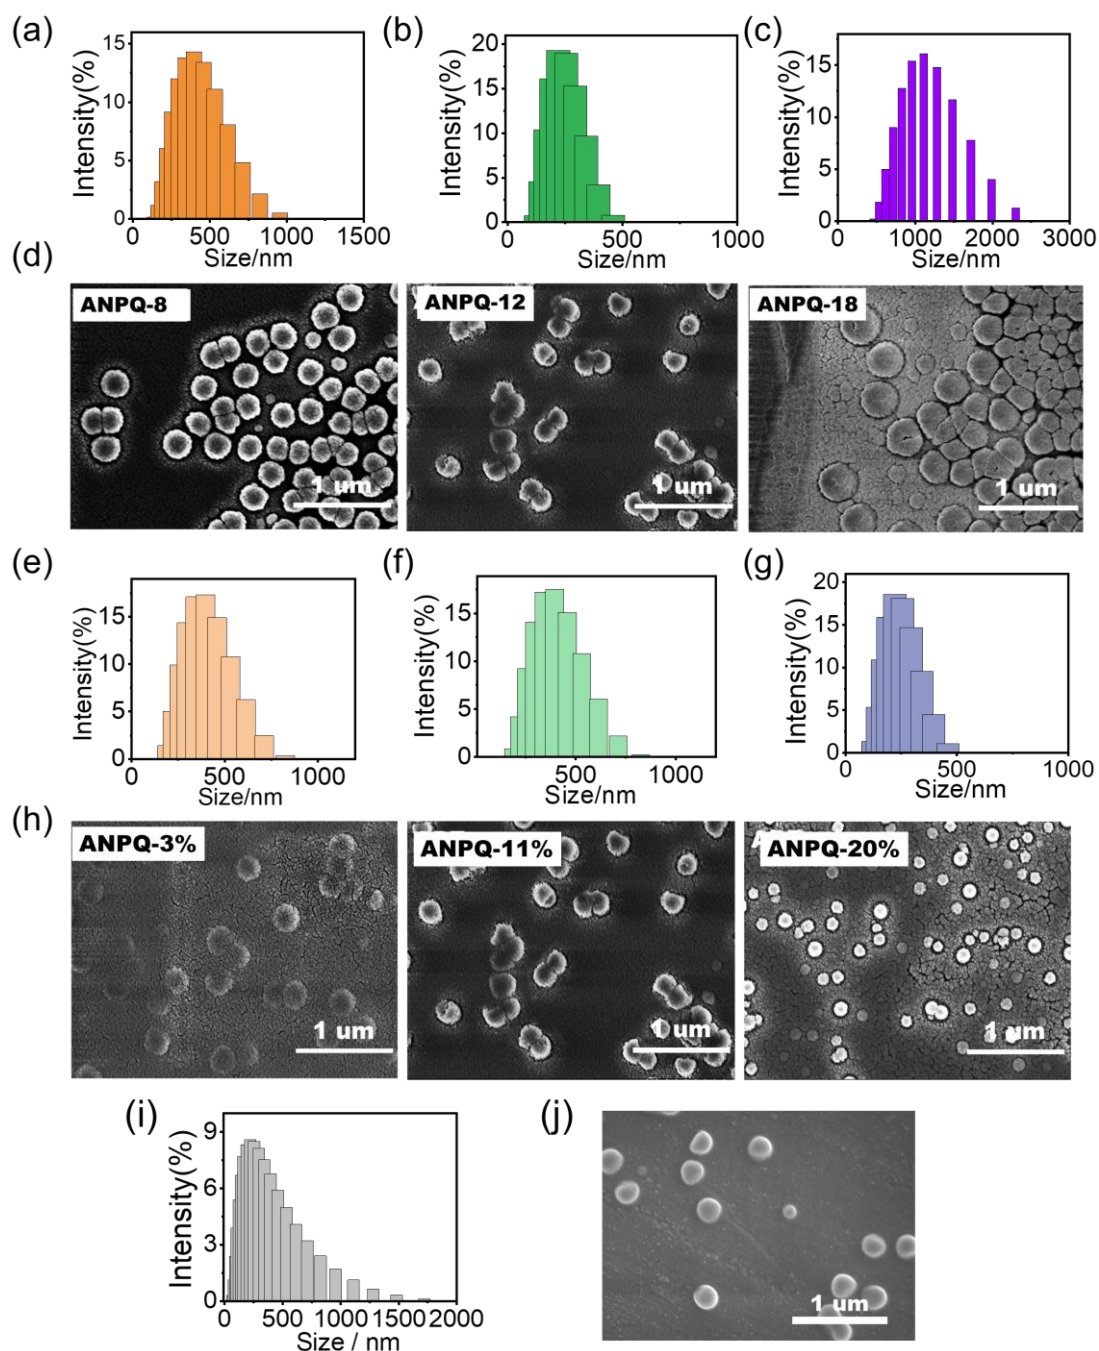 (a)
(b)
(c)
Intensity(%)
15
10
5
0
0 500 1000 1500
Size/nm
Intensity(%)
20
15
10
5
0
0 500 1000
Size/nm
Intensity(%)
15
10
5
0
0 1000 2000 3000
Size/nm
(d)
ANPQ-8
1 um
ANPQ-12
1 um
ANPQ-18
1 um
(e)
(f)
(g)
Intensity(%)
15
10
5
0
0 500 1000
Size/nm
Intensity(%)
15
10
5
0
500 1000
Size/nm
Intensity(%)
20
15
10
5
0
0 500 1000
Size/nm
(h)
ANPQ-3%
1 um
ANPQ-11%
1 um
ANPQ-20%
1 um
(i)
(j)
Intensity(%)
9
6
3
0
0 500 1000 1500 2000
Size / nm
1 um